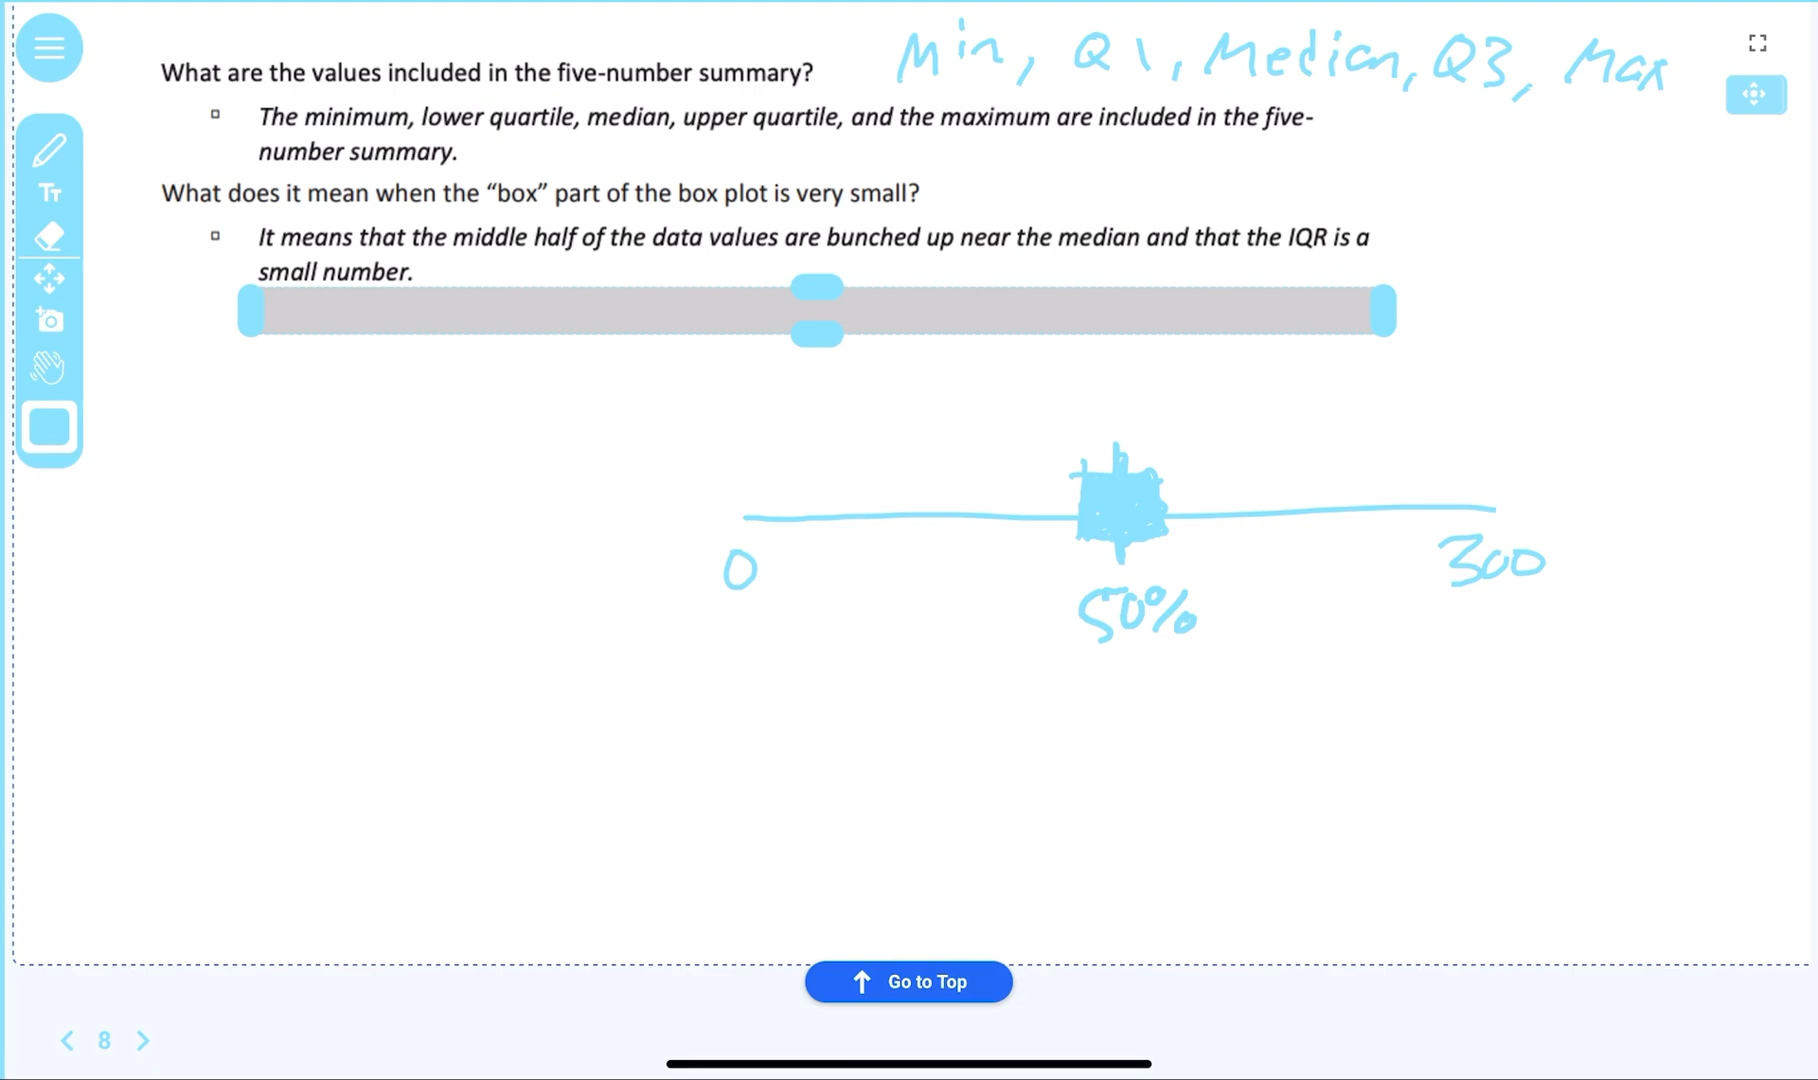 Min, Q1, Median, Q3, Max
What are the values included in the five-number summary?
The minimum, lower quartile, median, upper quartile, and the maximum are included in the five-
number summary.
Tт
What does it mean when the “box” part of the box plot is very small?
It means that the middle half of the data values are bunched up near the median and that the IQR is a
small number.
0
300
50%
Go to Top
8